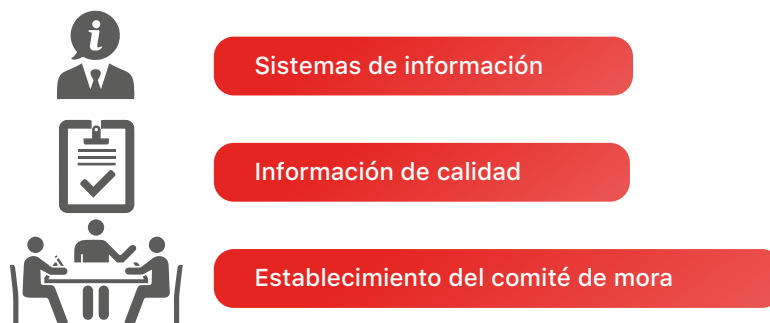 Sistemas de información
Información de calidad
Establecimiento del comité de mora